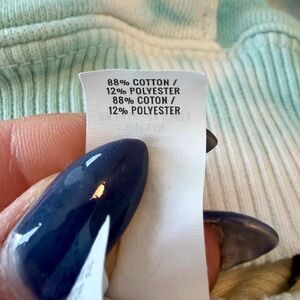 88% COTTON /
12% POLYESTER
88% COTON /
12% POLYESTER